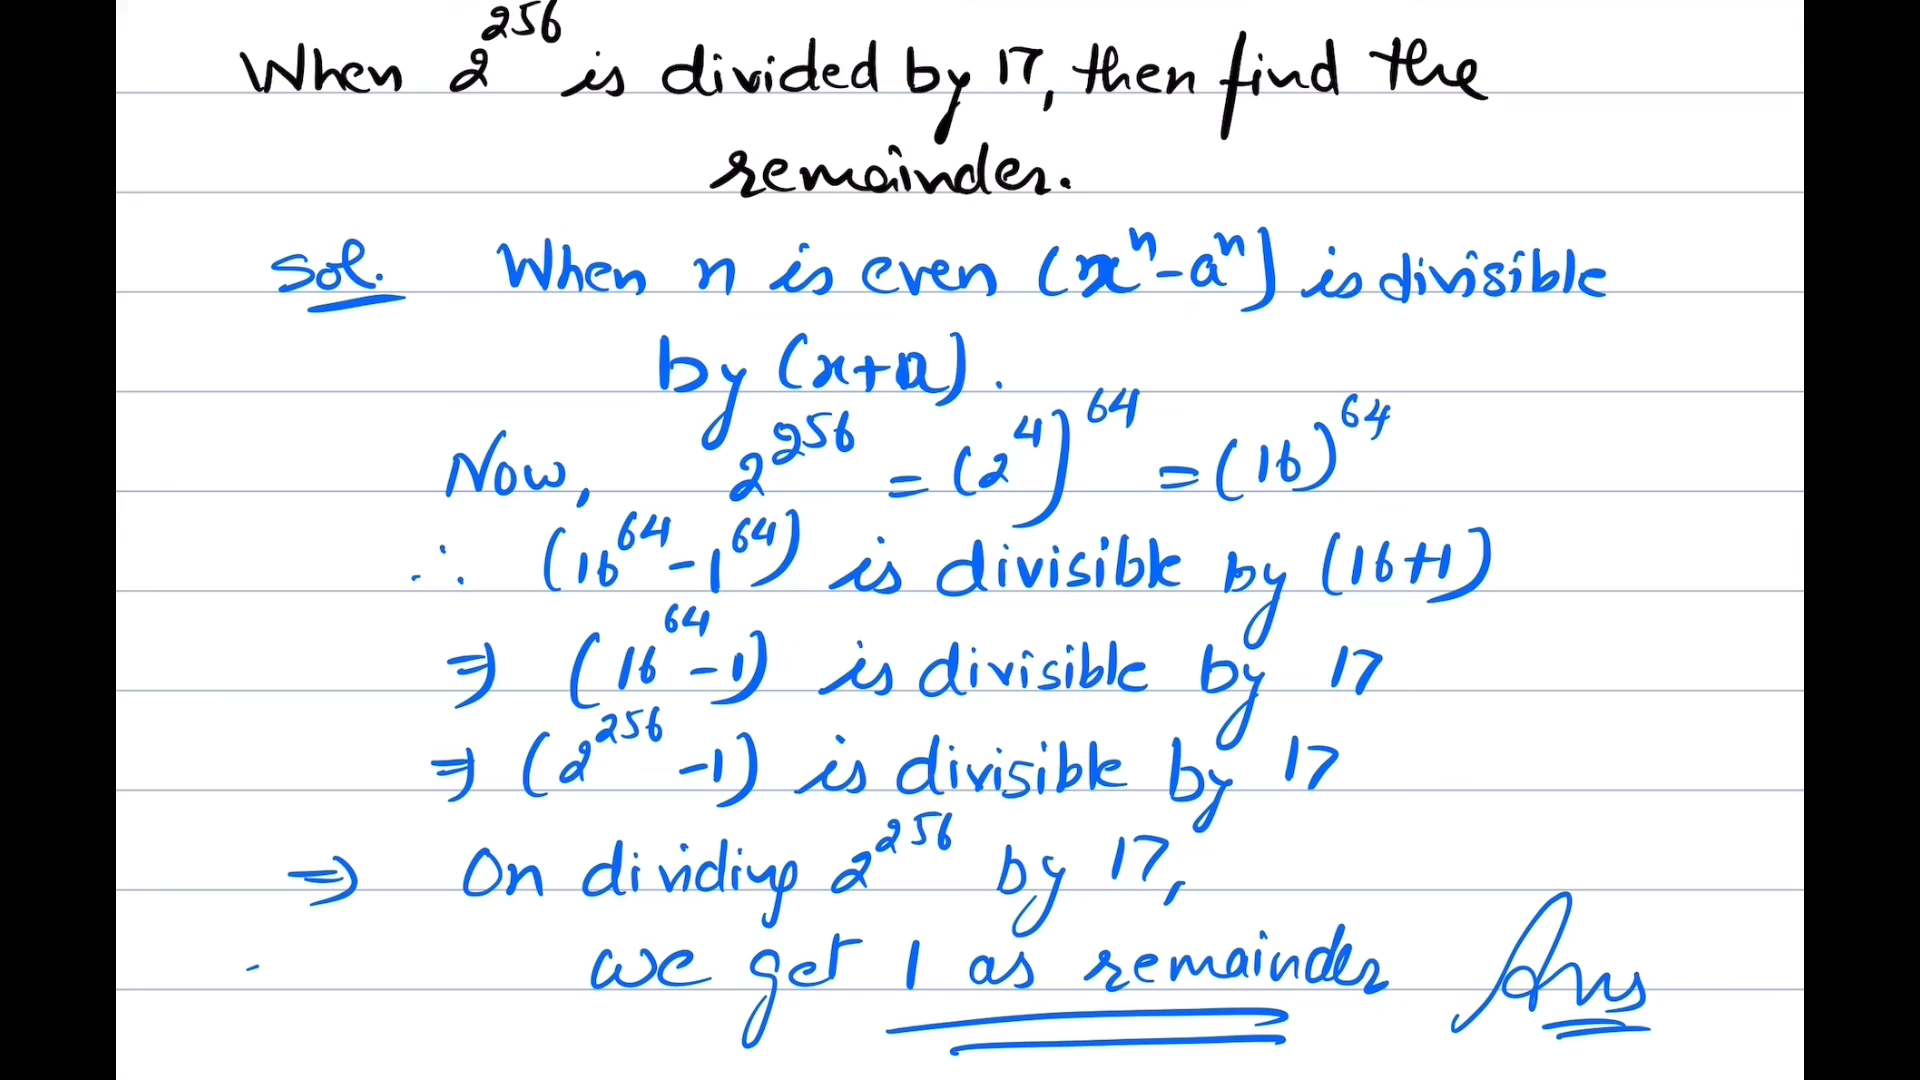 When 2^256 is divided by 17, then find the
remainder.
Sol. When n is even (x^n - a^n) is divisible
by (x+a).
Now, 2^256 = (2^4)^64 = (16)^64
∴ (16^64 - 1^64) is divisible by (16+1)
⇒ (16^64 - 1) is divisible by 17
⇒ (2^256 - 1) is divisible by 17
⇒ On dividing 2^256 by 17,
we get 1 as remainder Ans